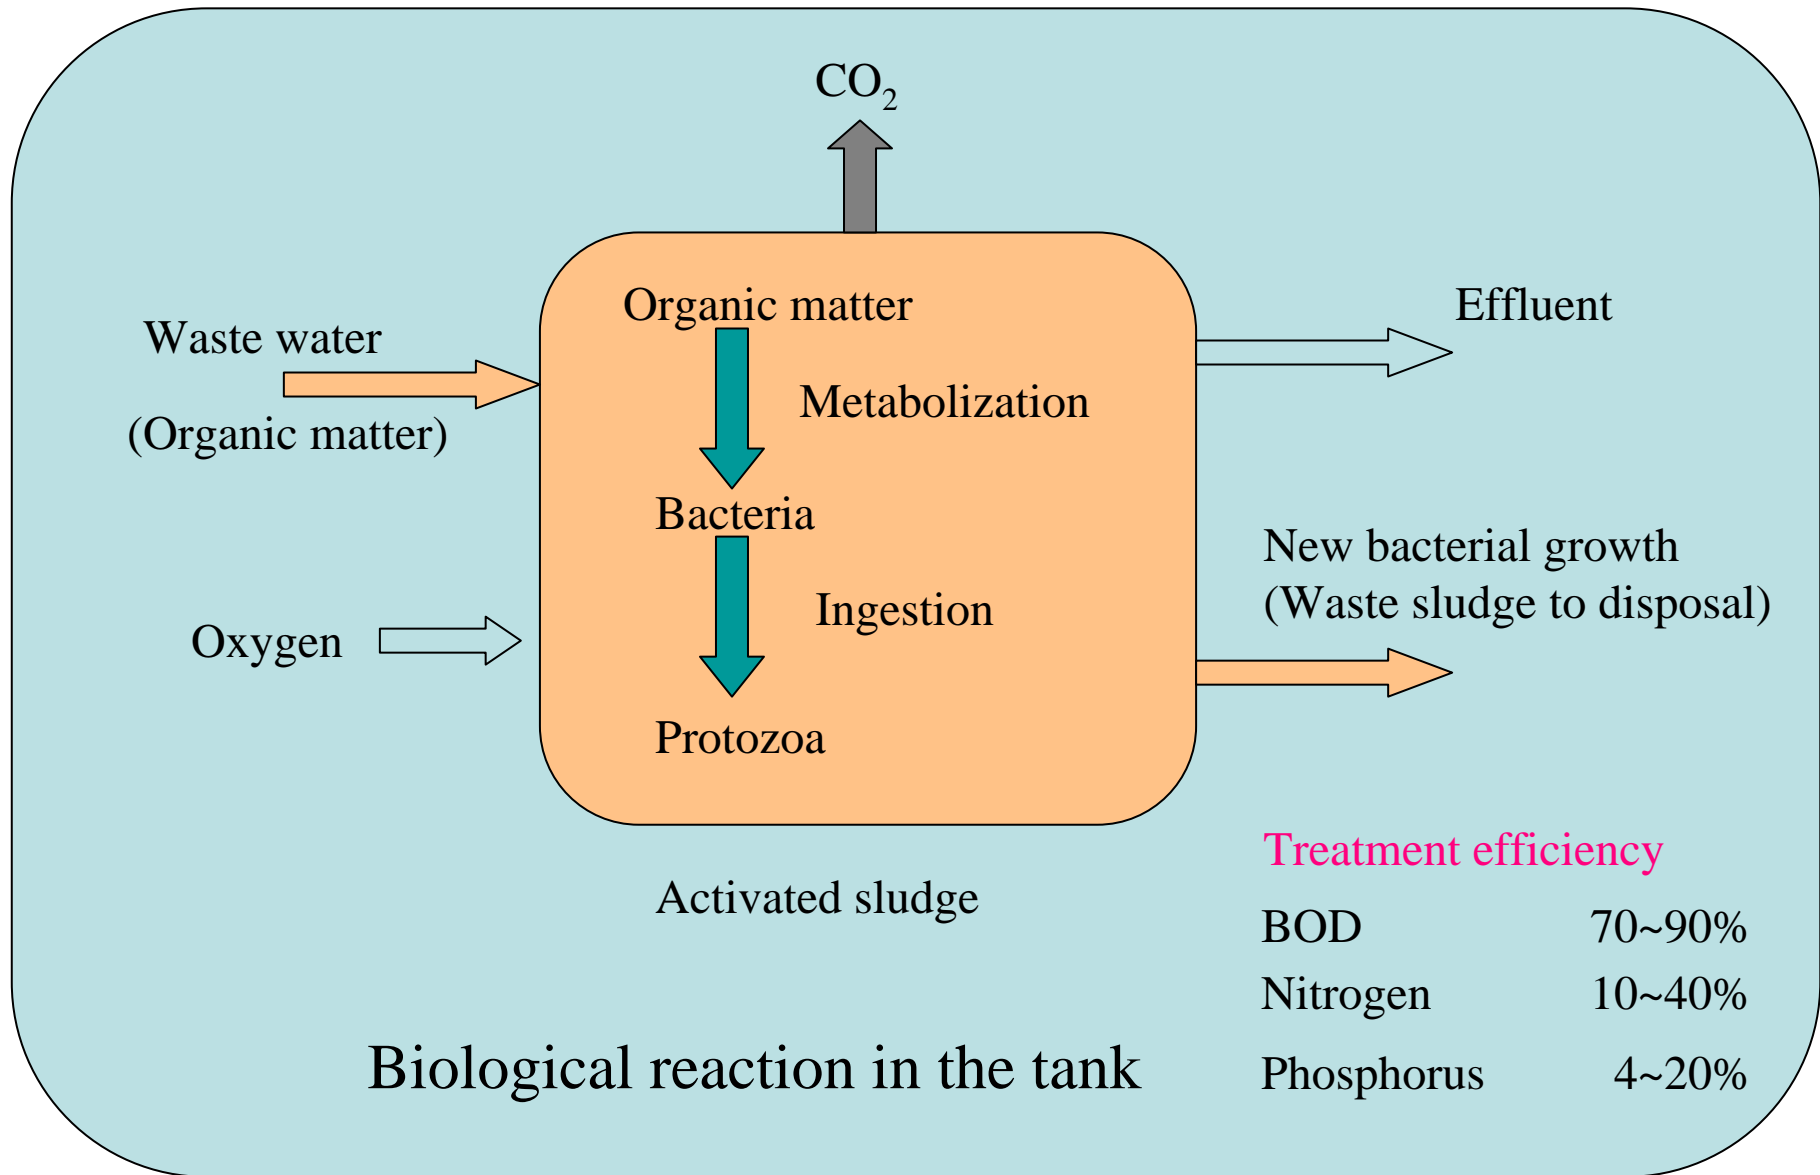 CO₂
Organic matter
Effluent
Waste water
Metabolization
(Organic matter)
Bacteria
New bacterial growth
(Waste sludge to disposal)
Ingestion
Oxygen
Protozoa
Activated sludge
Treatment efficiency
BOD 70~90%
Nitrogen 10~40%
Phosphorus 4~20%
Biological reaction in the tank